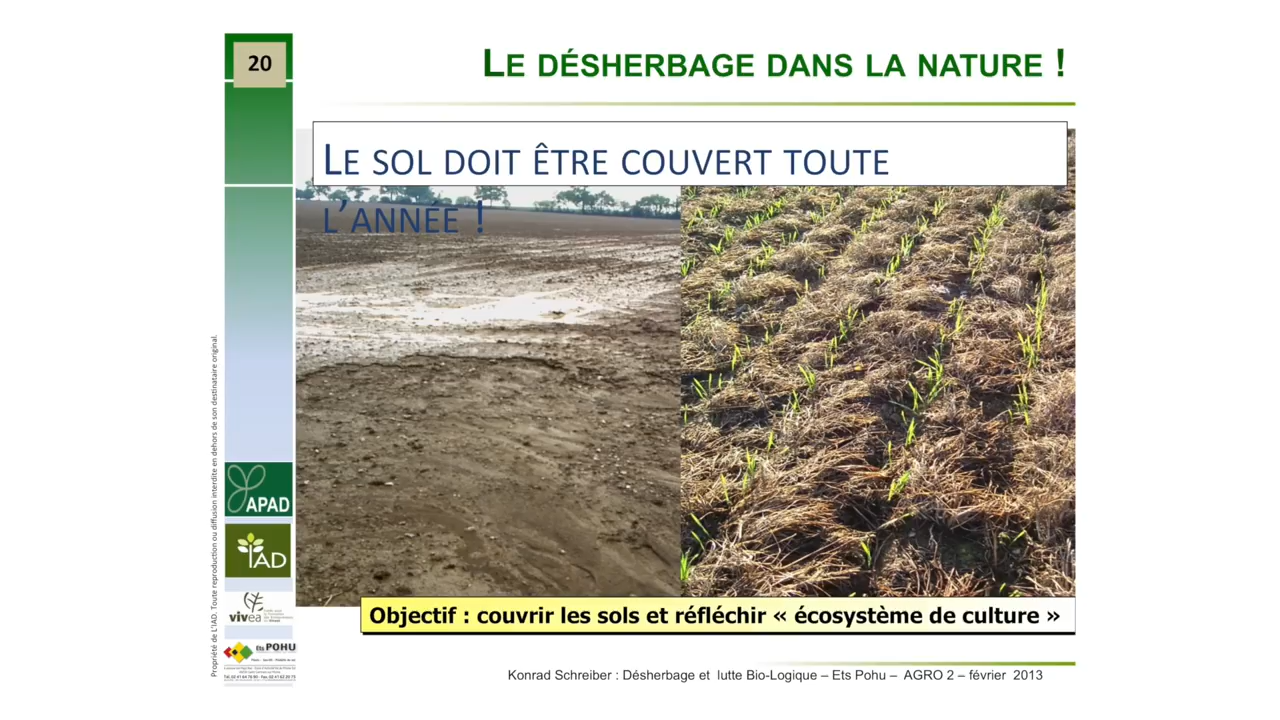 20
LE DÉSHERBAGE DANS LA NATURE !
LE SOL DOIT ÊTRE COUVERT TOUTE
L'ANNÉE !
Propriété de L'IAD. Toute reproduction ou diffusion interdite en dehors de son destinataire original.
APAD
IAD
vivea
Ets POHU
Objectif : couvrir les sols et réfléchir « écosystème de culture »
Konrad Schreiber : Désherbage et lutte Bio-Logique – Ets Pohu – AGRO 2 – février 2013